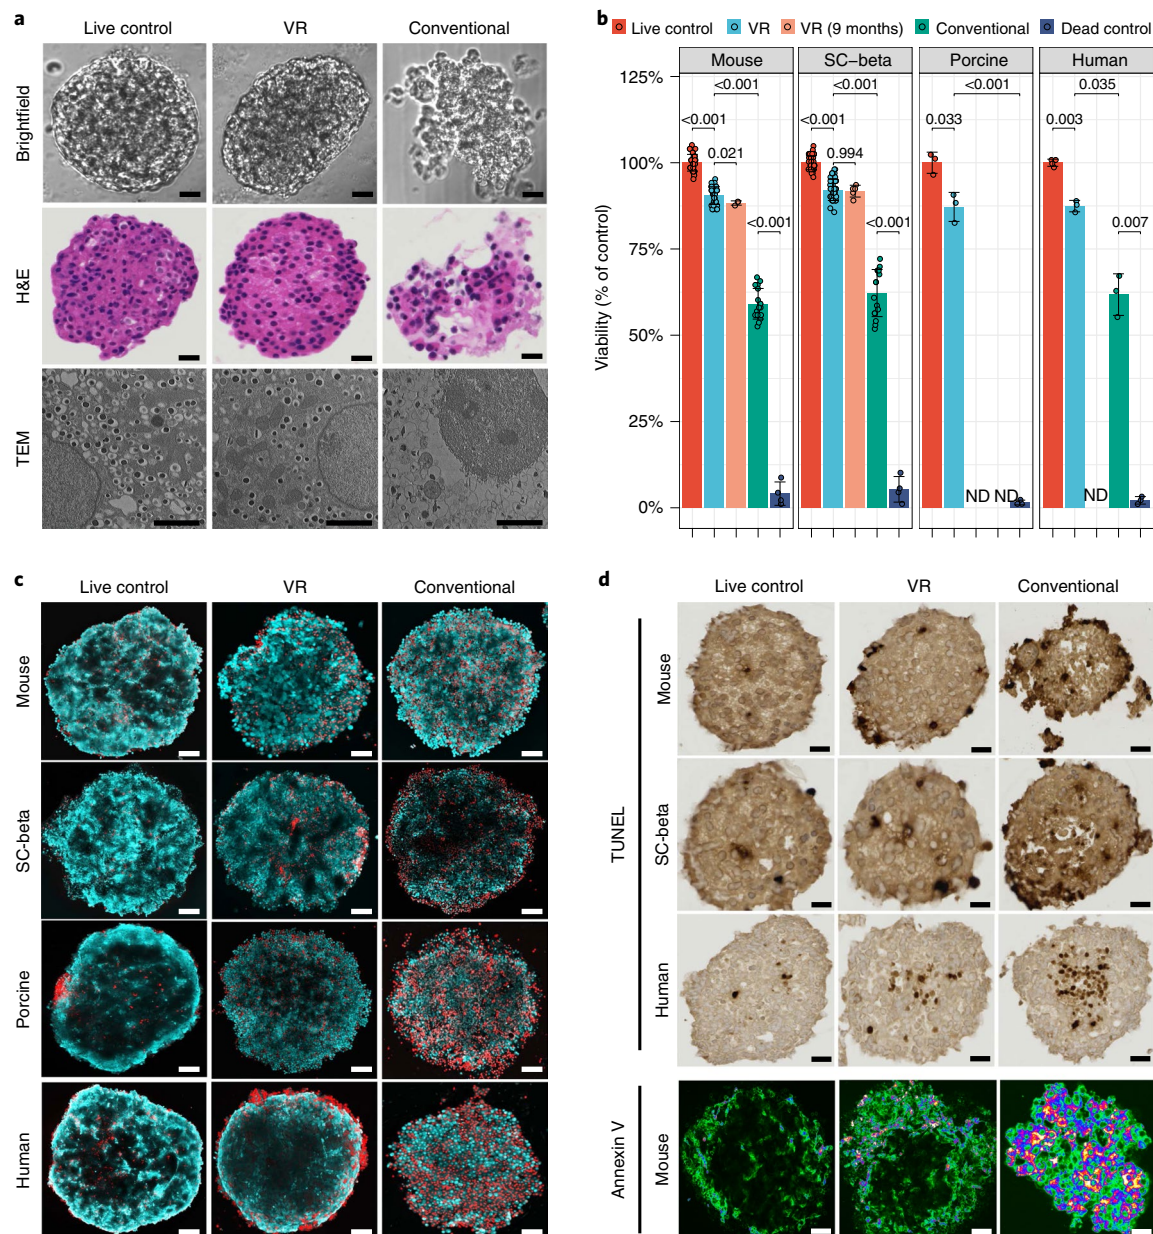 a
Live control VR Conventional
Brightfield
H&E
TEM
b
Live control VR VR (9 months) Conventional Dead control
Mouse SC–beta Porcine Human
Viability (% of control)
125%
100%
75%
50%
25%
0%
<0.001 <0.001 <0.001 0.035
<0.001 <0.001 0.033 0.003
0.021 0.994
<0.001 <0.001 0.007
ND ND ND
c
Live control VR Conventional
Mouse
SC-beta
Porcine
Human
d
Live control VR Conventional
TUNEL
Mouse
SC-beta
Human
Annexin V
Mouse